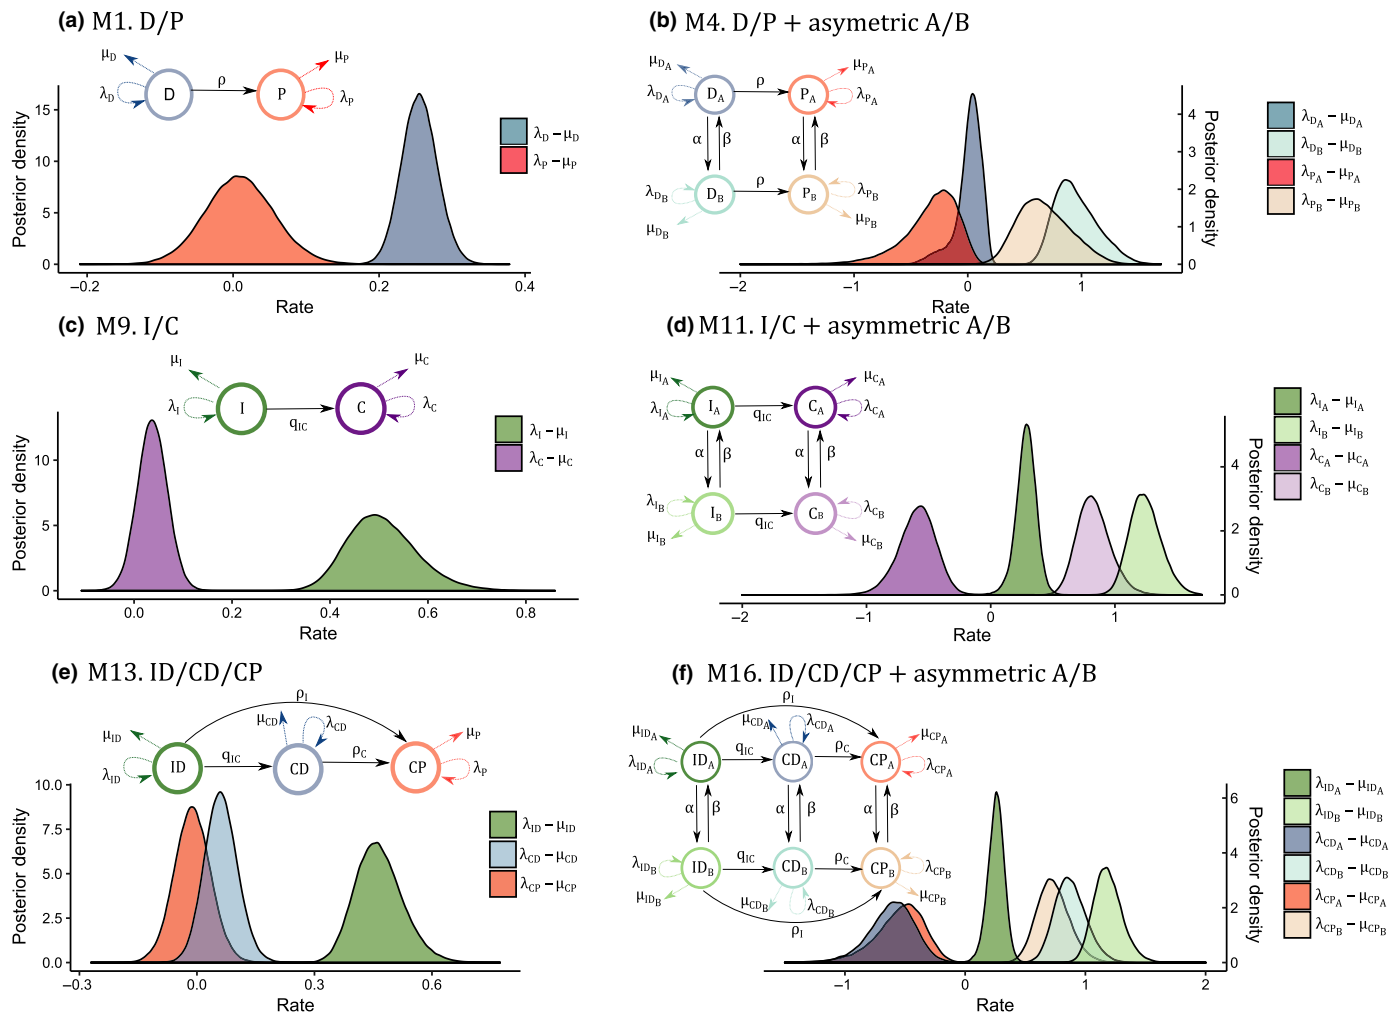 (a) M1. D/P
μD
λD
D
ρ
P
μP
λP
Posterior density
15
10
5
0
−0.2
0.0
0.2
0.4
Rate
λD − μD
λP − μP
(b) M4. D/P + asymetric A/B
μDA
λDA
DA
ρ
PA
μPA
λPA
α
β
α
β
λDB
DB
ρ
PB
λPB
μDB
μPB
−2
−1
0
1
Rate
4
3
2
1
0
Posterior density
λDA − μDA
λDB − μDB
λPA − μPA
λPB − μPB
(c) M9. I/C
μI
λI
I
qIC
C
μC
λC
Posterior density
10
5
0
0.0
0.2
0.4
0.6
0.8
Rate
λI − μI
λC − μC
(d) M11. I/C + asymmetric A/B
μIA
λIA
IA
qIC
CA
μCA
λCA
α
β
α
β
λIB
IB
qIC
CB
λCB
μIB
μCB
−2
−1
0
1
Rate
4
2
0
Posterior density
λIA − μIA
λIB − μIB
λCA − μCA
λCB − μCB
(e) M13. ID/CD/CP
ρI
μID
λID
ID
qIC
μCD
λCD
CD
ρC
CP
μP
λP
Posterior density
10.0
7.5
5.0
2.5
0.0
−0.3
0.0
0.3
0.6
Rate
λID − μID
λCD − μCD
λCP − μCP
(f) M16. ID/CD/CP + asymmetric A/B
ρI
μIDA
λIDA
IDA
qIC
μCDA
λCDA
CDA
ρC
CPA
μCPA
λCPA
α
β
α
β
α
β
λIDB
IDB
qIC
CDB
ρC
CPB
λCPB
μIDB
μCDB
λCDB
μCPB
ρI
−1
0
1
2
Rate
6
4
2
0
Posterior density
λIDA − μIDA
λIDB − μIDB
λCDA − μCDA
λCDB − μCDB
λCPA − μCPA
λCPB − μCPB